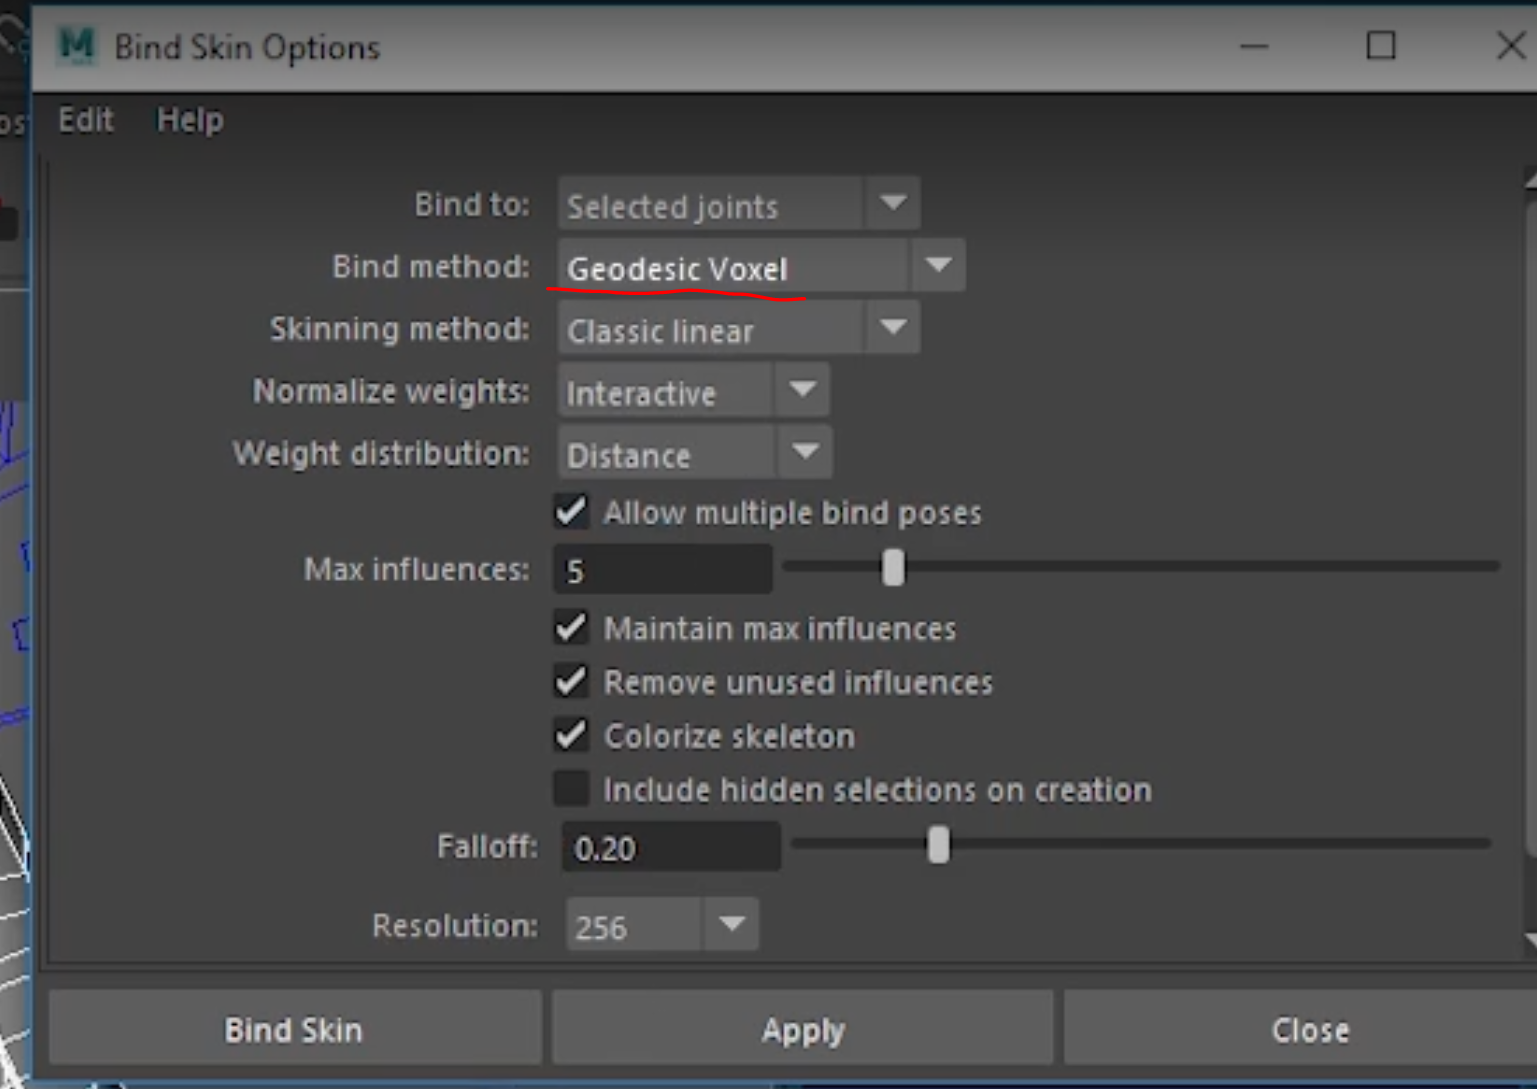 M Bind Skin Options
Edit Help
Bind to: Selected joints
Bind method: Geodesic Voxel
Skinning method: Classic linear
Normalize weights: Interactive
Weight distribution: Distance
Allow multiple bind poses
Max influences: 5
Maintain max influences
Remove unused influences
Colorize skeleton
Include hidden selections on creation
Falloff: 0.20
Resolution: 256
Bind Skin Apply Close